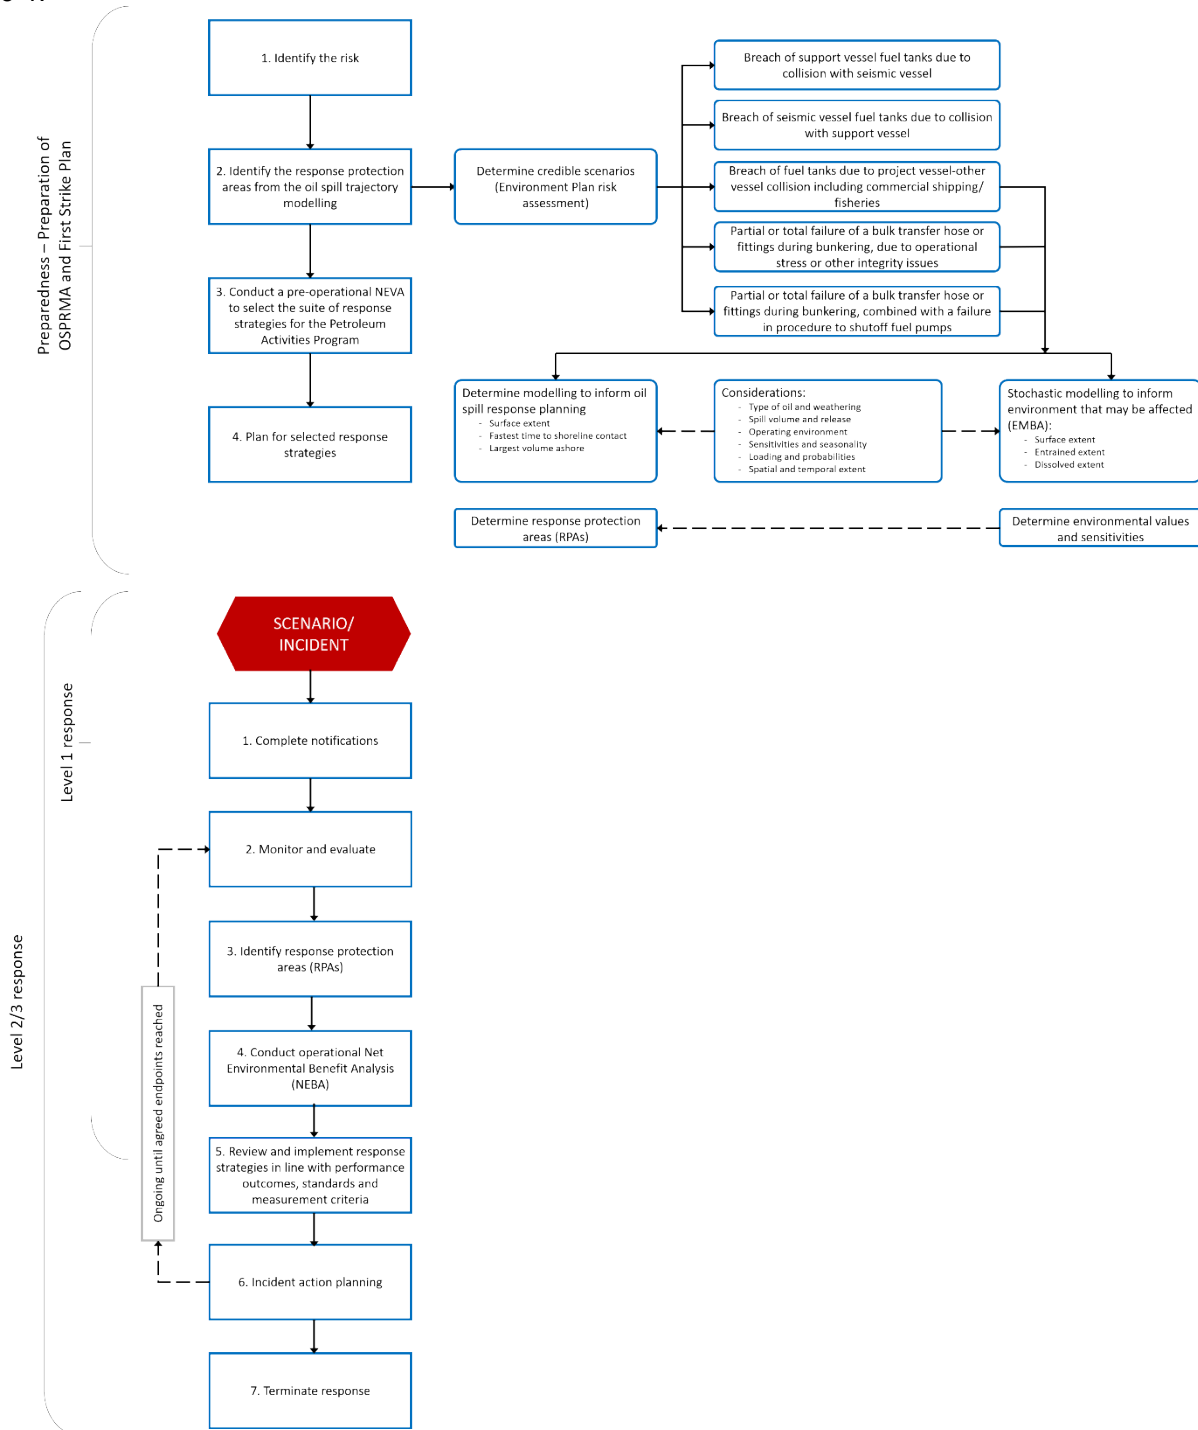 Preparedness – Preparation of
OSPRMA and First Strike Plan
1. Identify the risk
2. Identify the response protection
areas from the oil spill trajectory
modelling
3. Conduct a pre-operational NEVA
to select the suite of response
strategies for the Petroleum
Activities Program
4. Plan for selected response
strategies
Determine credible scenarios
(Environment Plan risk
assessment)
Breach of support vessel fuel tanks due to
collision with seismic vessel
Breach of seismic vessel fuel tanks due to collision
with support vessel
Breach of fuel tanks due to project vessel-other
vessel collision including commercial shipping/
fisheries
Partial or total failure of a bulk transfer hose or
fittings during bunkering, due to operational
stress or other integrity issues
Partial or total failure of a bulk transfer hose or
fittings during bunkering, combined with a failure
in procedure to shutoff fuel pumps
Determine modelling to inform oil
spill response planning
- Surface extent
- Fastest time to shoreline contact
- Largest volume ashore
Considerations:
- Type of oil and weathering
- Spill volume and release
- Operating environment
- Sensitivities and seasonality
- Loading and probabilities
- Spatial and temporal extent
Stochastic modelling to inform
environment that may be affected
(EMBA):
- Surface extent
- Entrained extent
- Dissolved extent
Determine response protection
areas (RPAs)
Determine environmental values
and sensitivities
Level 2/3 response
Level 1 response
SCENARIO/
INCIDENT
1. Complete notifications
2. Monitor and evaluate
3. Identify response protection
areas (RPAs)
4. Conduct operational Net
Environmental Benefit Analysis
(NEBA)
5. Review and implement response
strategies in line with performance
outcomes, standards and
measurement criteria
Ongoing until agreed endpoints reached
6. Incident action planning
7. Terminate response